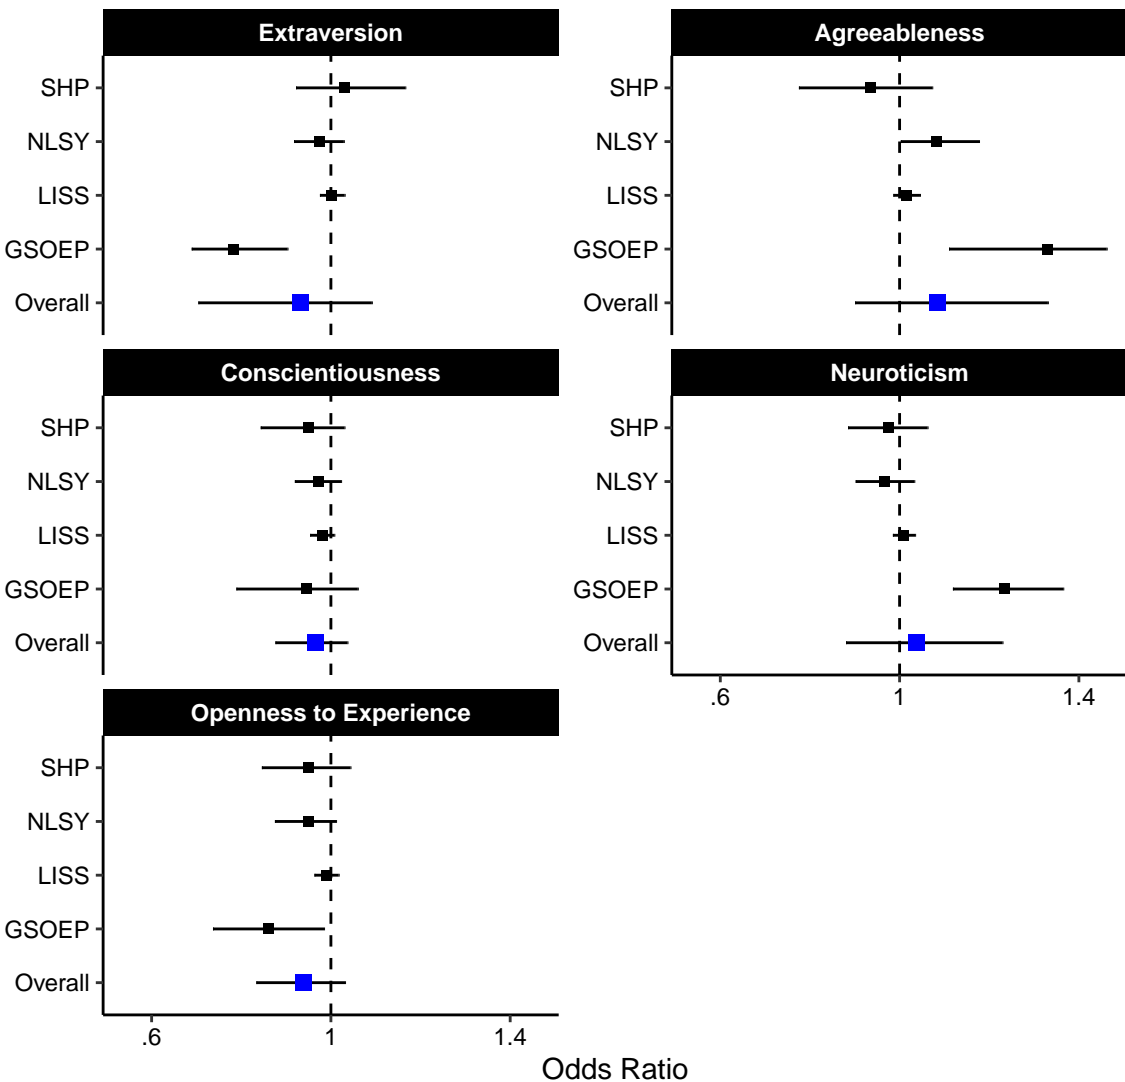 Extraversion
SHP
NLSY
LISS
GSOEP
Overall
Agreeableness
SHP
NLSY
LISS
GSOEP
Overall
Conscientiousness
SHP
NLSY
LISS
GSOEP
Overall
Neuroticism
SHP
NLSY
LISS
GSOEP
Overall
.6 1 1.4
Openness to Experience
SHP
NLSY
LISS
GSOEP
Overall
.6 1 1.4
Odds Ratio